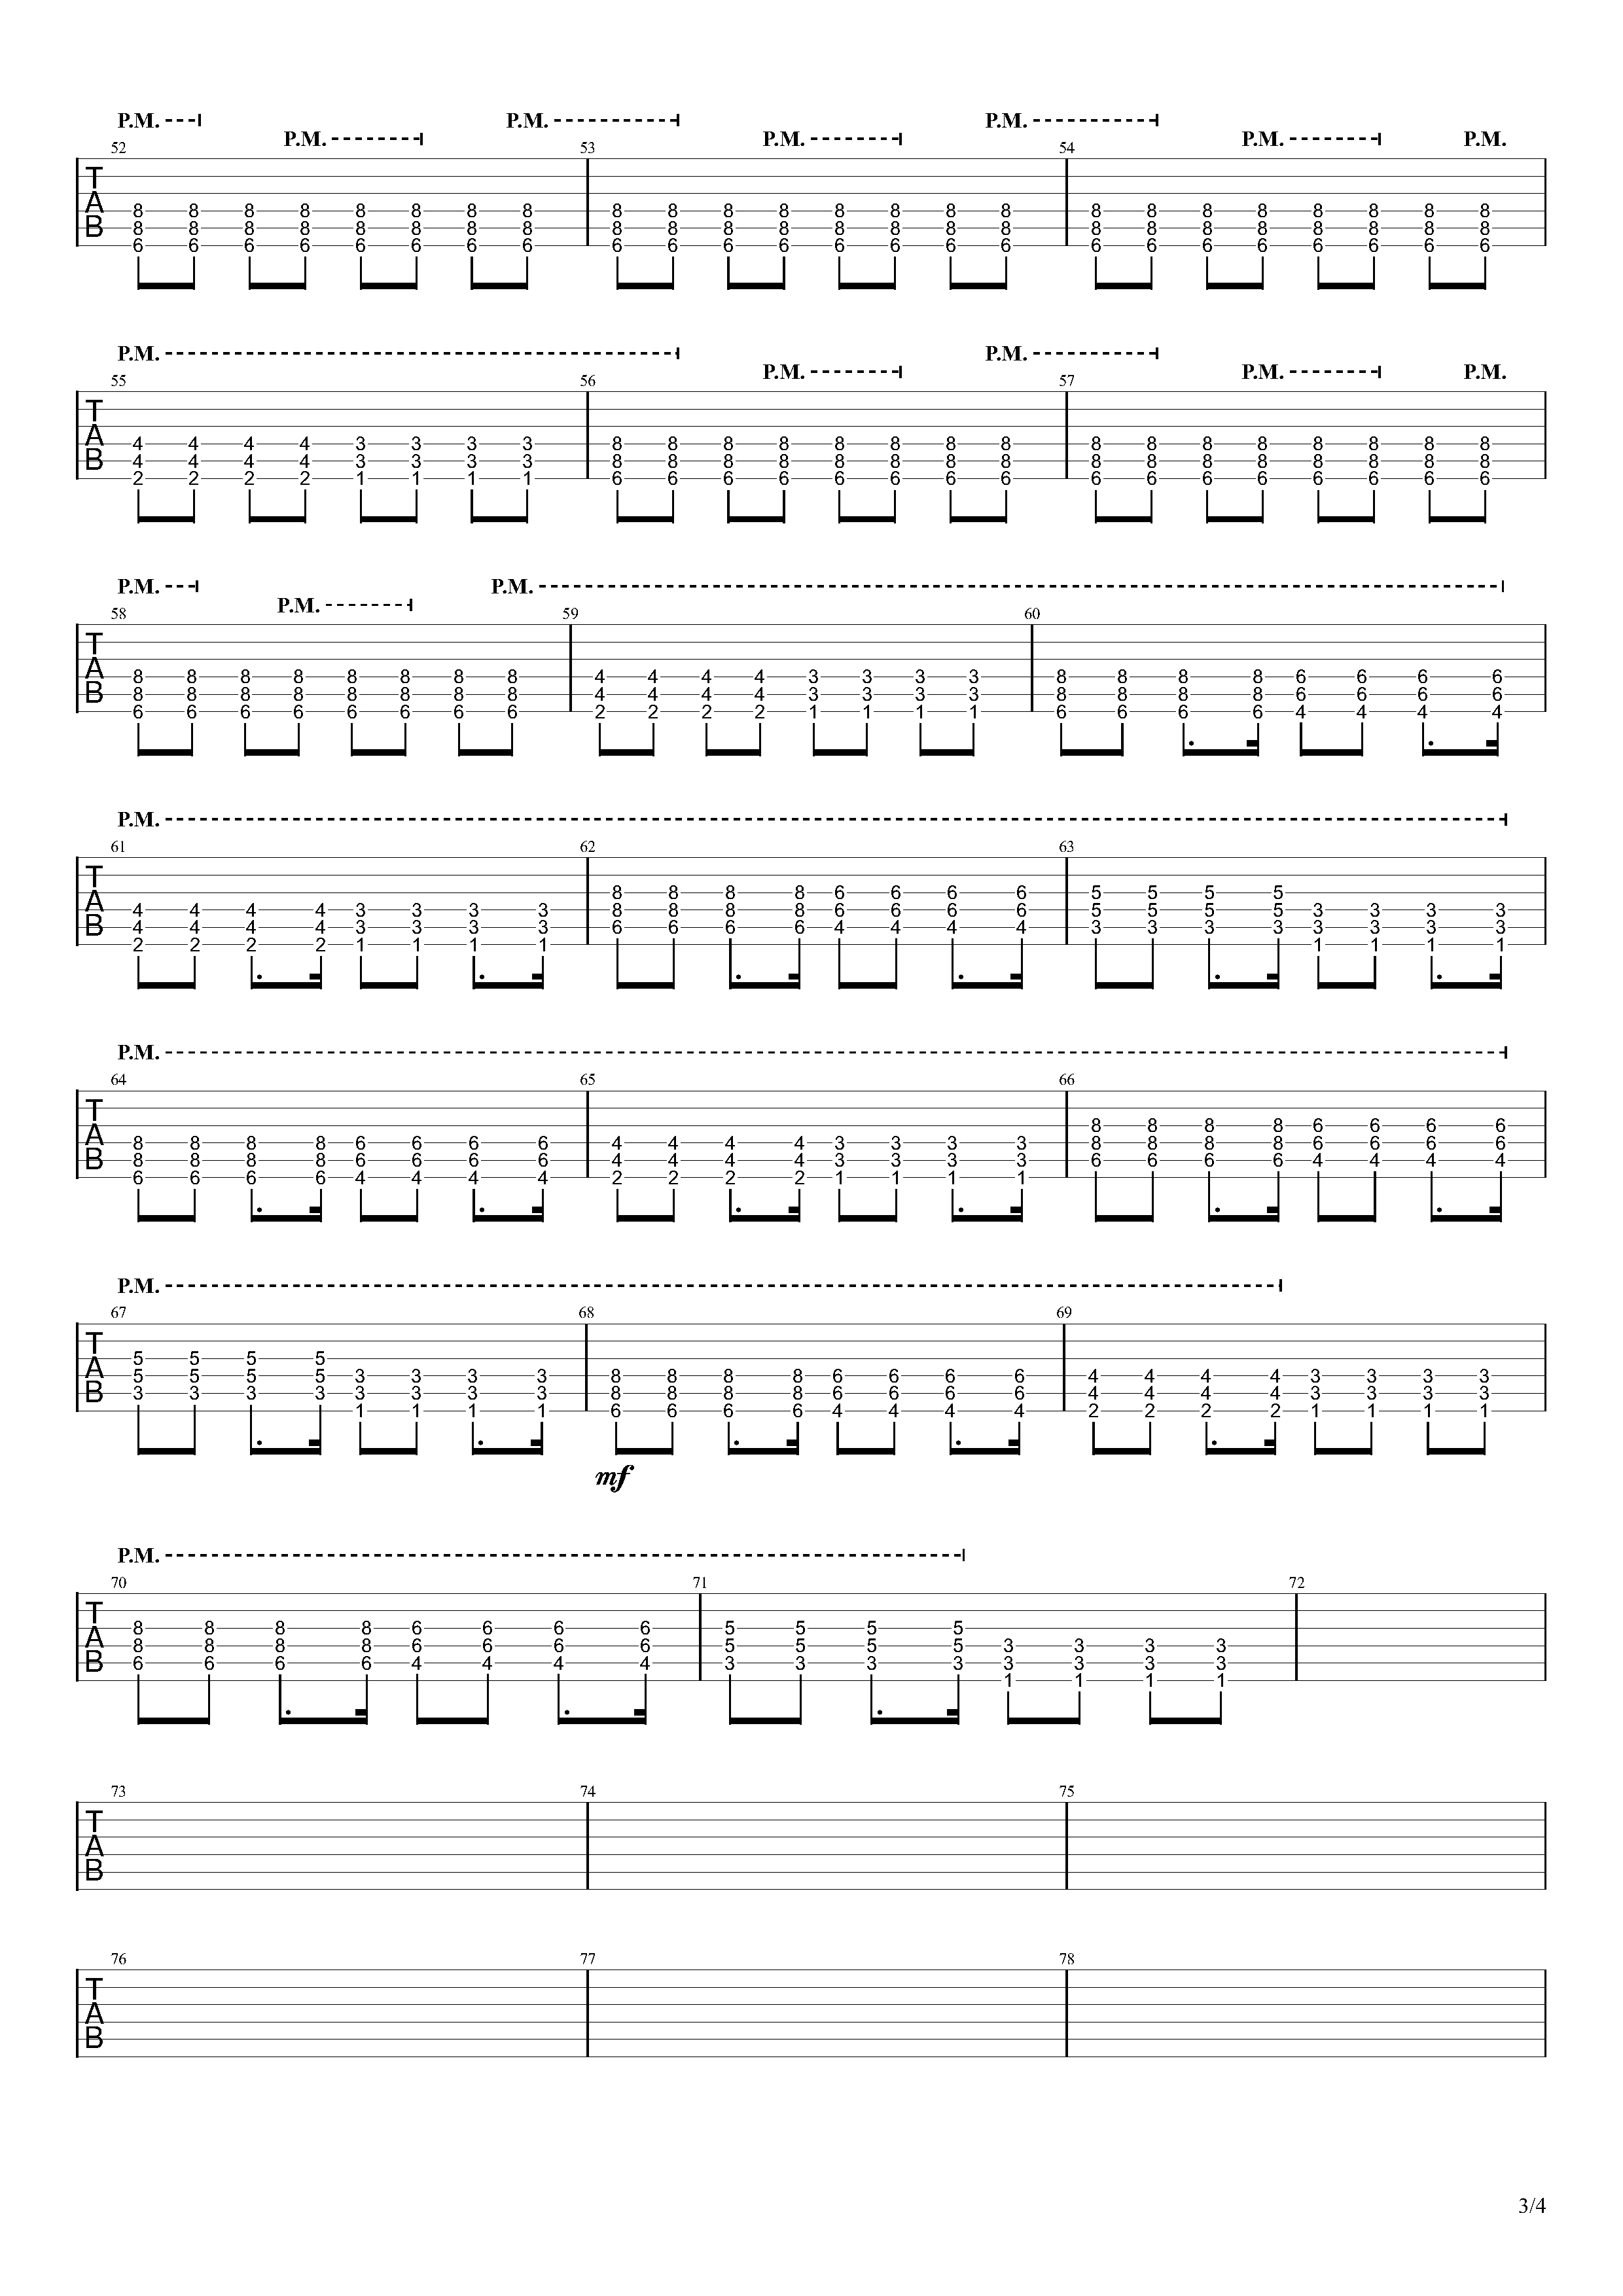 P.M. P.M. P.M. P.M. P.M. P.M. P.M.
52 53 54
T
A
B
8 8 8 8 8 8 8 8 8 8 8 8 8 8 8 8 8 8 8 8 8 8 8 8
8 8 8 8 8 8 8 8 8 8 8 8 8 8 8 8 8 8 8 8 8 8 8 8
6 6 6 6 6 6 6 6 6 6 6 6 6 6 6 6 6 6 6 6 6 6 6 6
P.M. P.M. P.M. P.M. P.M.
55 56 57
T
A
B
4 4 4 4 3 3 3 3 8 8 8 8 8 8 8 8 8 8 8 8 8 8 8 8
4 4 4 4 3 3 3 3 8 8 8 8 8 8 8 8 8 8 8 8 8 8 8 8
2 2 2 2 1 1 1 1 6 6 6 6 6 6 6 6 6 6 6 6 6 6 6 6
P.M. P.M. P.M.
58 59 60
T
A
B
8 8 8 8 8 8 8 8 4 4 4 4 3 3 3 3 8 8 8 8 6 6 6 6
8 8 8 8 8 8 8 8 4 4 4 4 3 3 3 3 8 8 8 8 6 6 6 6
6 6 6 6 6 6 6 6 2 2 2 2 1 1 1 1 6 6 6 6 4 4 4 4
P.M.
61 62 63
T
A
B
8 8 8 8 6 6 6 6 5 5 5 5
4 4 4 4 3 3 3 3 8 8 8 8 6 6 6 6 5 5 5 5 3 3 3 3
4 4 4 4 3 3 3 3 6 6 6 6 4 4 4 4 3 3 3 3 3 3 3 3
2 2 2 2 1 1 1 1 1 1 1 1
P.M.
64 65 66
T
A
B
8 8 8 8 6 6 6 6
8 8 8 8 6 6 6 6 4 4 4 4 3 3 3 3 8 8 8 8 6 6 6 6
8 8 8 8 6 6 6 6 4 4 4 4 3 3 3 3 6 6 6 6 4 4 4 4
6 6 6 6 4 4 4 4 2 2 2 2 1 1 1 1
P.M.
67 68 69
T
A
B
5 5 5 5
5 5 5 5 3 3 3 3 8 8 8 8 6 6 6 6 4 4 4 4 3 3 3 3
3 3 3 3 3 3 3 3 8 8 8 8 6 6 6 6 4 4 4 4 3 3 3 3
1 1 1 1 6 6 6 6 4 4 4 4 2 2 2 2 1 1 1 1
mf
P.M.
70 71 72
T
A
B
8 8 8 8 6 6 6 6 5 5 5 5
8 8 8 8 6 6 6 6 5 5 5 5 3 3 3 3
6 6 6 6 4 4 4 4 3 3 3 3 3 3 3 3
1 1 1 1
73 74 75
T
A
B
76 77 78
T
A
B
3/4